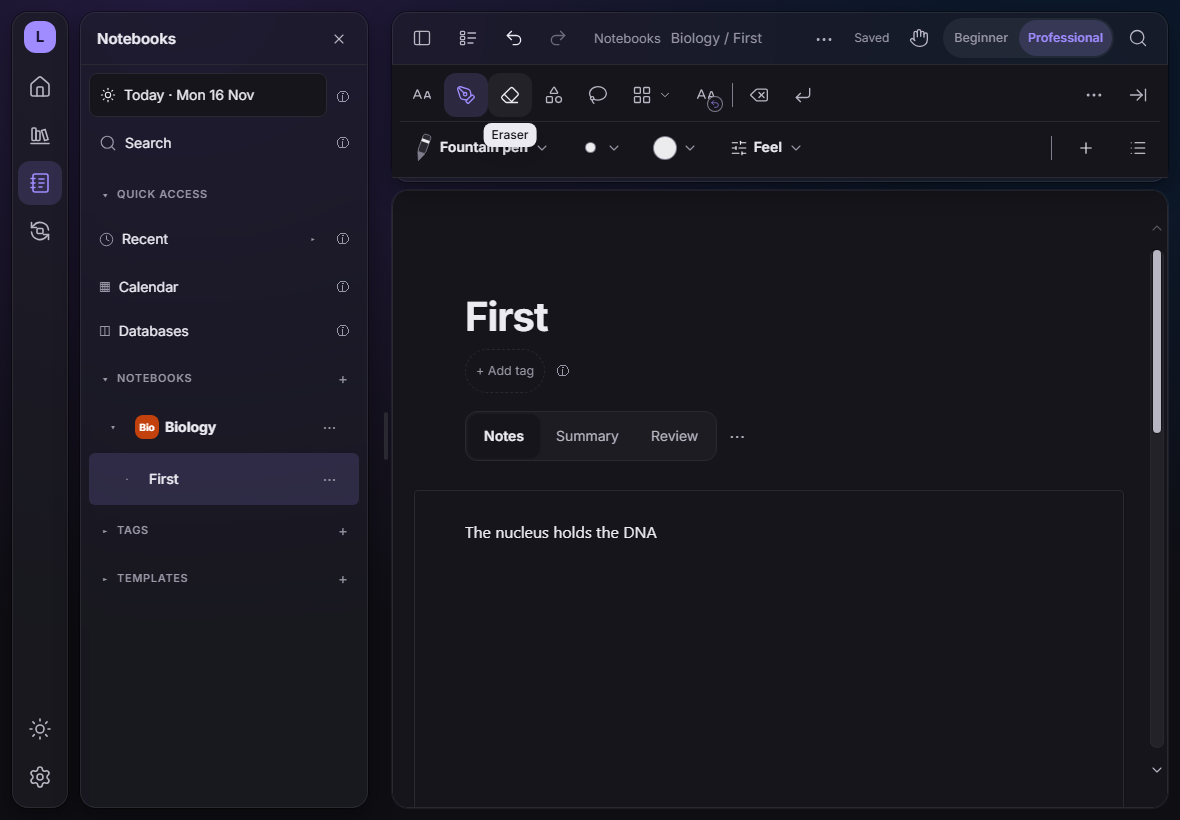 L
Notebooks
Today · Mon 16 Nov
Search
QUICK ACCESS
Recent
Calendar
Databases
NOTEBOOKS
Bio Biology
First
TAGS
TEMPLATES
Notebooks Biology / First
Saved
Beginner Professional
AA
AA
Eraser
Fountain pen
Feel
First
+ Add tag
Notes Summary Review
The nucleus holds the DNA